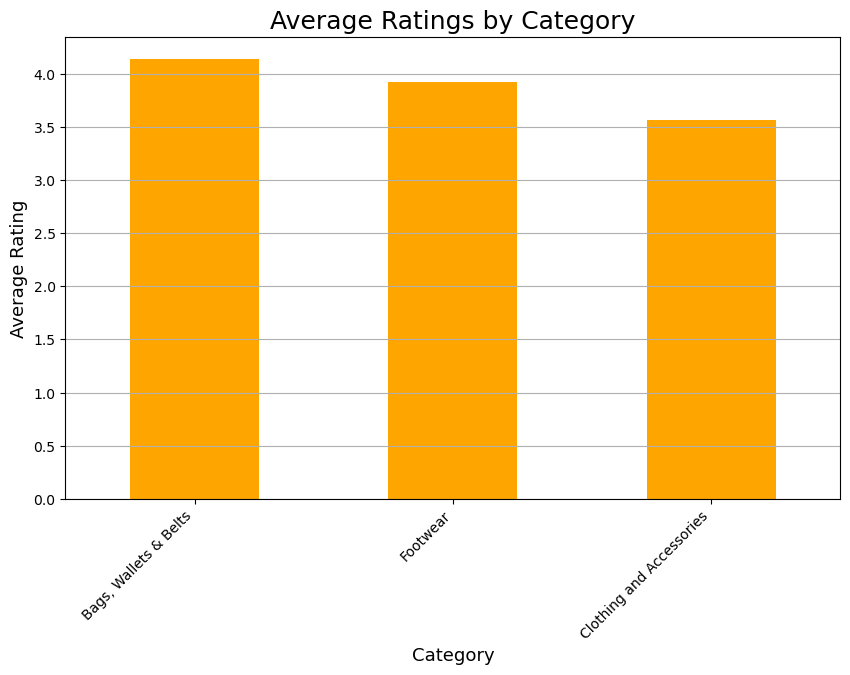 Average Ratings by Category
Average Rating
4.0
3.5
3.0
2.5
2.0
1.5
1.0
0.5
0.0
Bags, Wallets & Belts
Footwear
Clothing and Accessories
Category